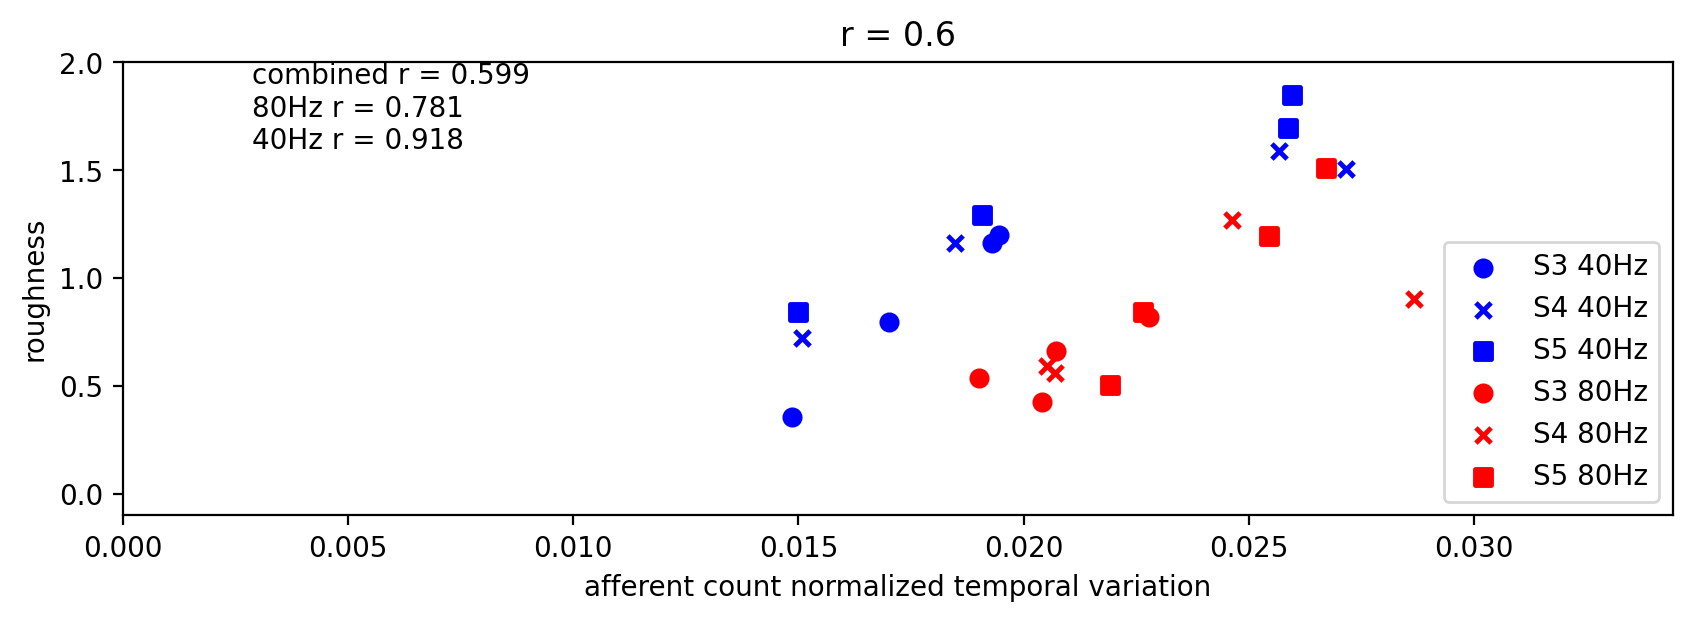 r = 0.6
combined r = 0.599
80Hz r = 0.781
40Hz r = 0.918
2.0
1.5
1.0
0.5
0.0
roughness
S3 40Hz
S4 40Hz
S5 40Hz
S3 80Hz
S4 80Hz
S5 80Hz
0.000 0.005 0.010 0.015 0.020 0.025 0.030
afferent count normalized temporal variation